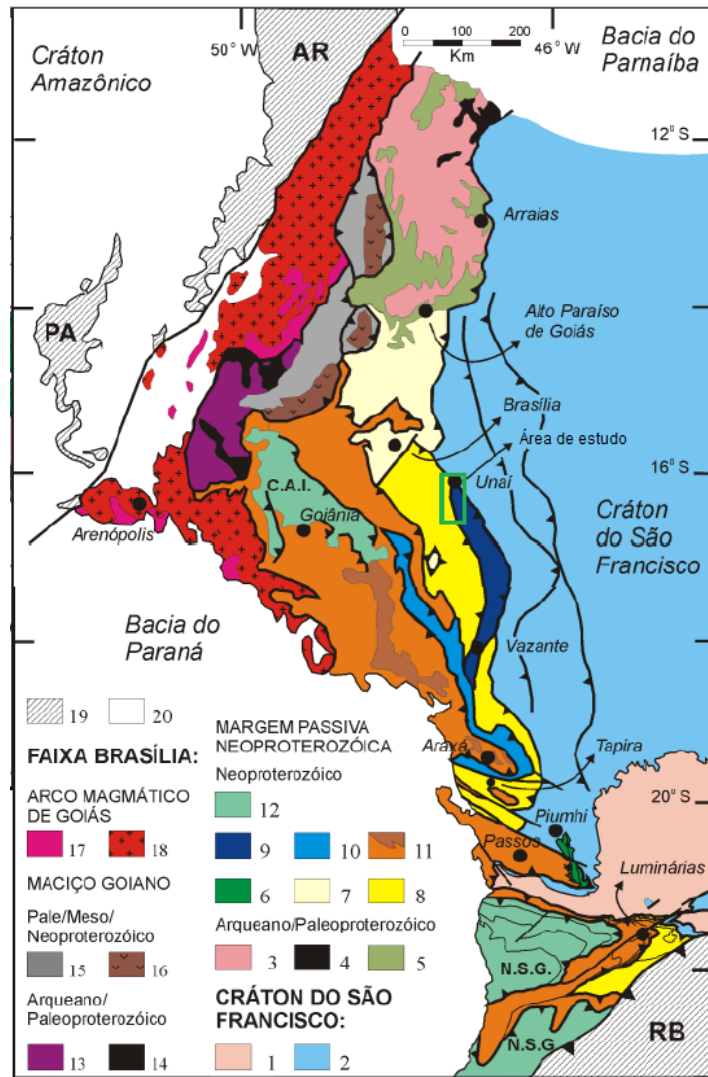 Cráton
Amazônico
50° W
AR
0 100 200
Km
46° W
Bacia do
Parnaíba
12° S
Arraias
PA
Alto Paraíso
de Goiás
Brasília
Área de estudo
16° S
Unaí
C.A.I.
Goiânia
Cráton
do São
Francisco
Arenópolis
Bacia do
Paraná
Vazante
19 20
FAIXA BRASÍLIA:
ARCO MAGMÁTICO
DE GOIÁS
17 18
MACIÇO GOIANO
Pale/Meso/
Neoproterozóico
15 16
Arqueano/
Paleoproterozóico
13 14
MARGEM PASSIVA
NEOPROTEROZÓICA
Neoproterozóico
12
9 10 11
6 7 8
Arqueano/Paleoproterozóico
3 4 5
CRÁTON DO SÃO
FRANCISCO:
1 2
Araxá
Tapira
20° S
Piumhi
Passos
Luminárias
N.S.G.
N.S.G
RB